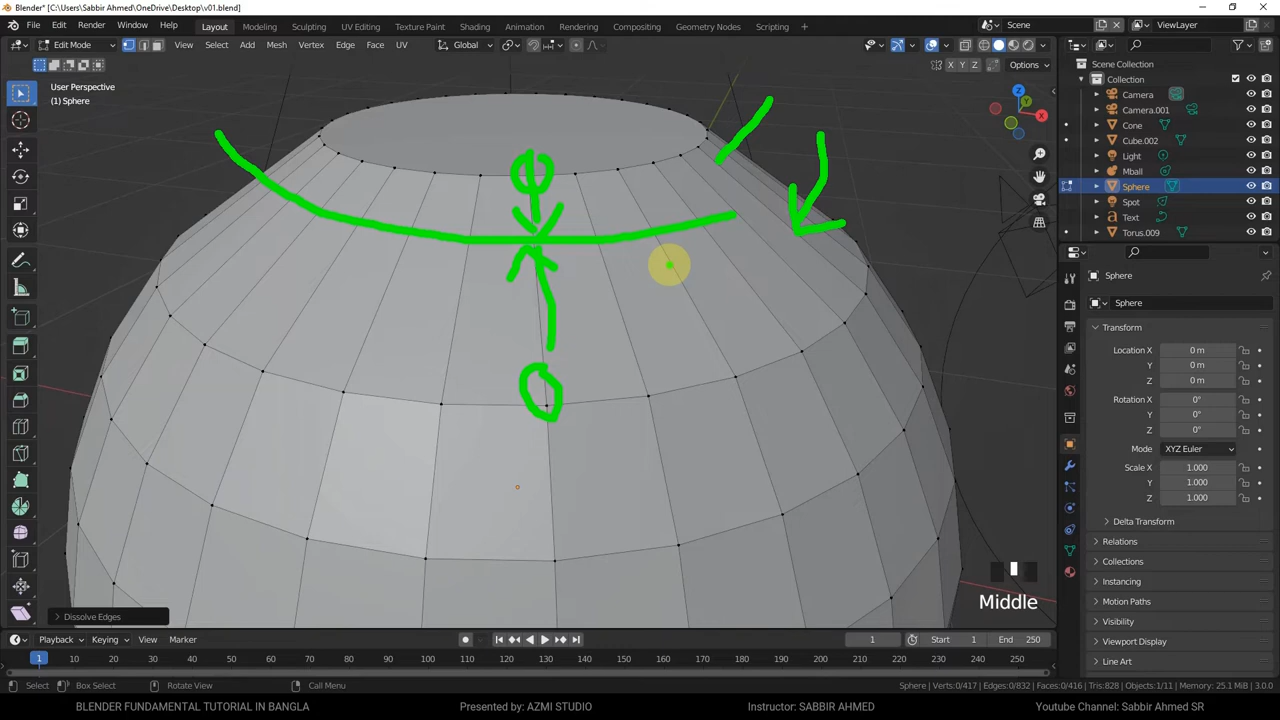 Blender* [C:\Users\Sabbir Ahmed\OneDrive\Desktop\v01.blend]
File Edit Render Window Help Layout Modeling Sculpting UV Editing Texture Paint Shading Animation Rendering Compositing Geometry Nodes Scripting + Scene ViewLayer
Edit Mode View Select Add Mesh Vertex Edge Face UV Global
X Y Z Options
User Perspective
(1) Sphere
Z
X
Scene Collection
Collection
Camera
Camera.001
Cone
Cube.002
Light
Mball
Sphere
Spot
Text
Torus.009
Sphere
Sphere
Transform
Location X 0 m
Y 0 m
Z 0 m
Rotation X 0°
Y 0°
Z 0°
Mode XYZ Euler
Scale X 1.000
Y 1.000
Z 1.000
Delta Transform
Relations
Collections
Instancing
Motion Paths
Visibility
Viewport Display
Line Art
Middle
Dissolve Edges
Playback Keying View Marker 1 Start 1 End 250
1 10 20 30 40 50 60 70 80 90 100 110 120 130 140 150 160 170 180 190 200 210 220 230 240 250
Select Box Select Rotate View Call Menu Sphere | Verts:0/417 | Edges:0/832 | Faces:0/416 | Tris:828 | Objects:1/11 | Memory: 25.1 MiB | 3.0.0
BLENDER FUNDAMENTAL TUTORIAL IN BANGLA Presented by: AZMI STUDIO Instructor: SABBIR AHMED Youtube Channel: Sabbir Ahmed SR